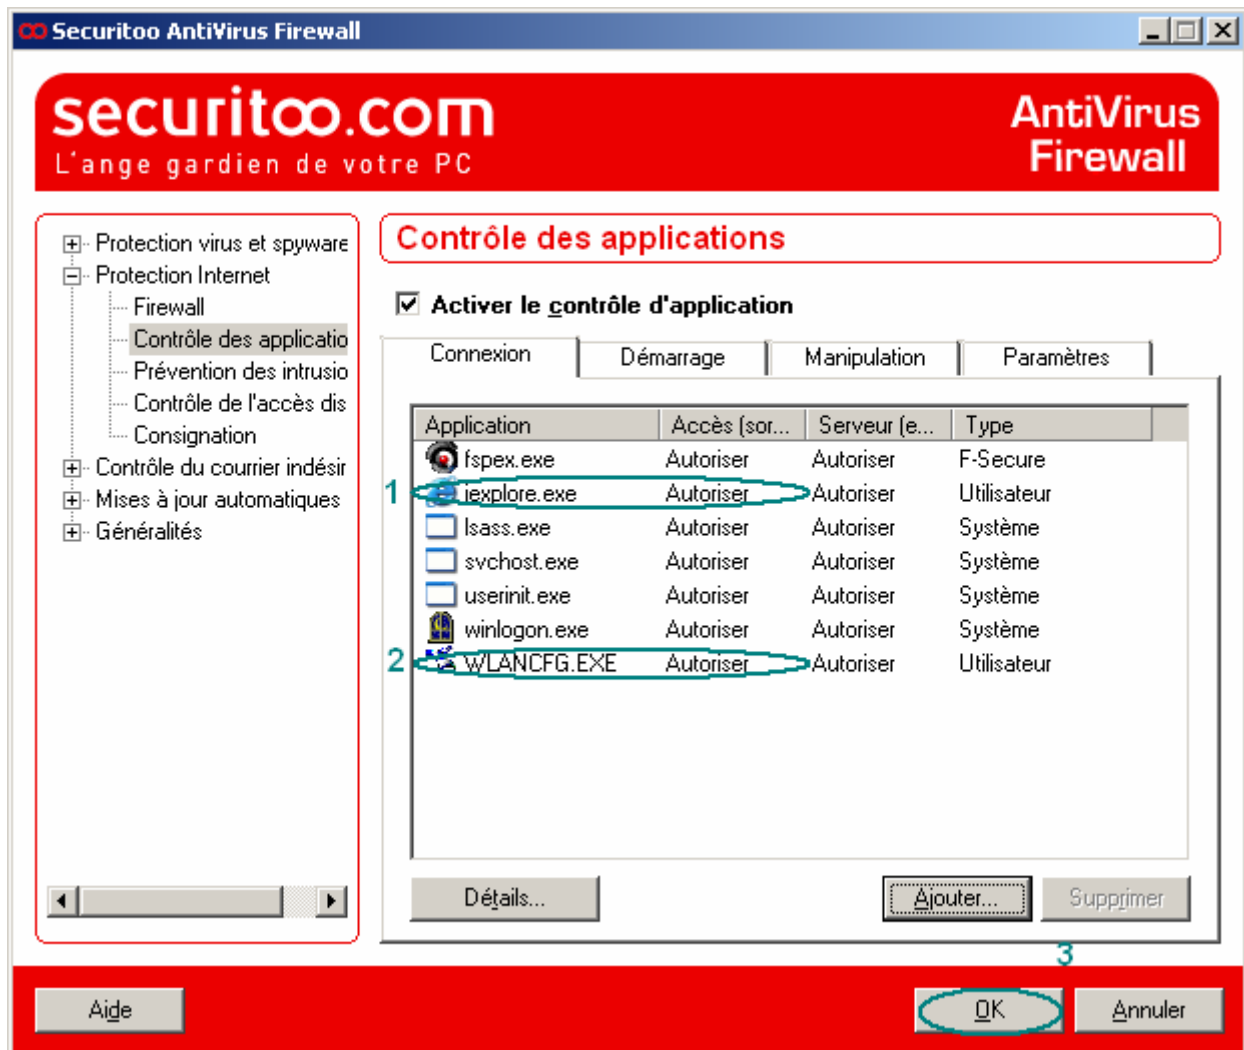 Securitoo AntiVirus Firewall
securitoo.com
L'ange gardien de votre PC
AntiVirus
Firewall
Protection virus et spyware
Protection Internet
Firewall
Contrôle des applicatio
Prévention des intrusio
Contrôle de l'accès dis
Consignation
Contrôle du courrier indésir
Mises à jour automatiques
Généralités
Contrôle des applications
Activer le contrôle d'application
Connexion Démarrage Manipulation Paramètres
Application Accès (sor... Serveur (e... Type
fspex.exe Autoriser Autoriser F-Secure
1 iexplore.exe Autoriser Autoriser Utilisateur
lsass.exe Autoriser Autoriser Système
svchost.exe Autoriser Autoriser Système
userinit.exe Autoriser Autoriser Système
winlogon.exe Autoriser Autoriser Système
2 WLANCFG.EXE Autoriser Autoriser Utilisateur
Détails... Ajouter... Supprimer
3
Aide OK Annuler